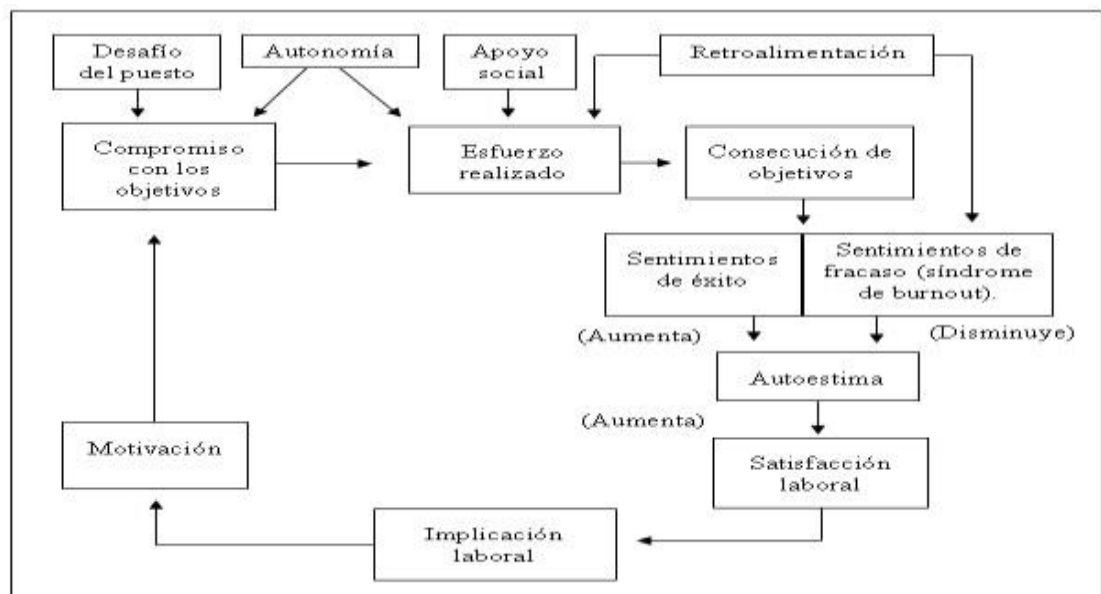 Desafío
del puesto
Autonomía
Apoyo
social
Retroalimentación
Compromiso
con los
objetivos
Esfuerzo
realizado
Consecución de
objetivos
Sentimientos
de éxito
Sentimientos de
fracaso (síndrome
de burnout).
(Aumenta)
(Disminuye)
Autoestima
(Aumenta)
Satisfacción
laboral
Implicación
laboral
Motivación